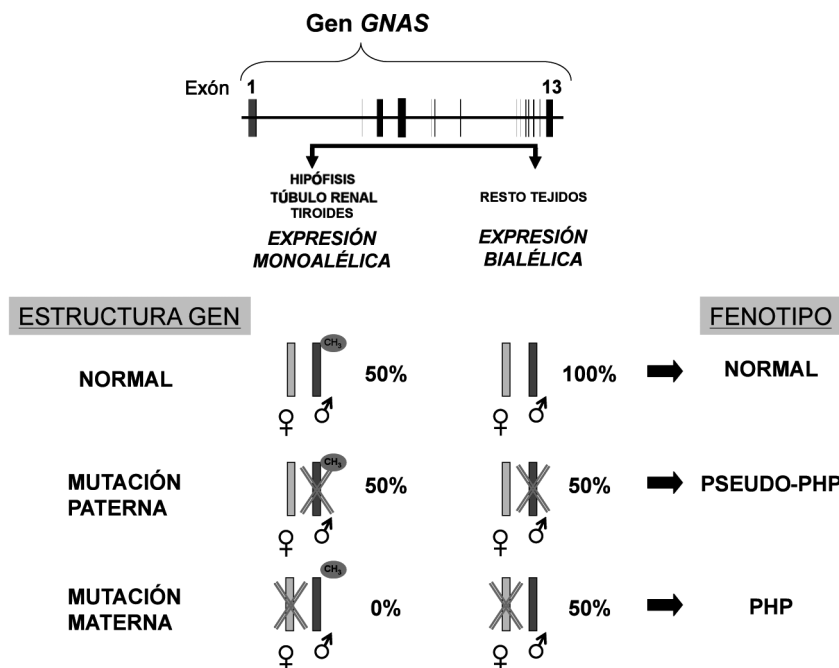 Gen GNAS
Exón 1 13
HIPÓFISIS
TÚBULO RENAL
TIROIDES
EXPRESIÓN
MONOALÉLICA
RESTO TEJIDOS
EXPRESIÓN
BIALÉLICA
ESTRUCTURA GEN
FENOTIPO
NORMAL
CH₃
♀ ♂
50%
♀ ♂
100%
NORMAL
MUTACIÓN
PATERNA
CH₃
♀ ♂
50%
♀ ♂
50%
PSEUDO-PHP
MUTACIÓN
MATERNA
CH₃
♀ ♂
0%
♀ ♂
50%
PHP